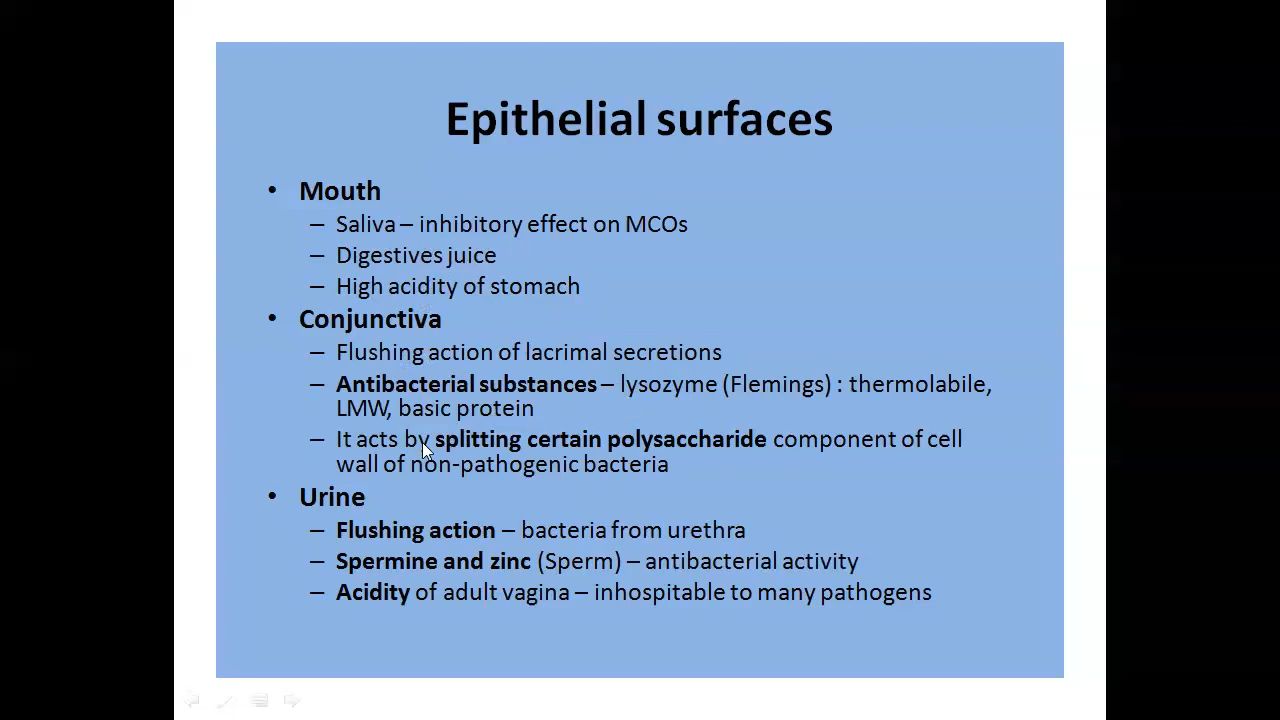 Epithelial surfaces
• Mouth
– Saliva – inhibitory effect on MCOs
– Digestives juice
– High acidity of stomach
• Conjunctiva
– Flushing action of lacrimal secretions
– Antibacterial substances – lysozyme (Flemings) : thermolabile,
LMW, basic protein
– It acts by splitting certain polysaccharide component of cell
wall of non-pathogenic bacteria
• Urine
– Flushing action – bacteria from urethra
– Spermine and zinc (Sperm) – antibacterial activity
– Acidity of adult vagina – inhospitable to many pathogens